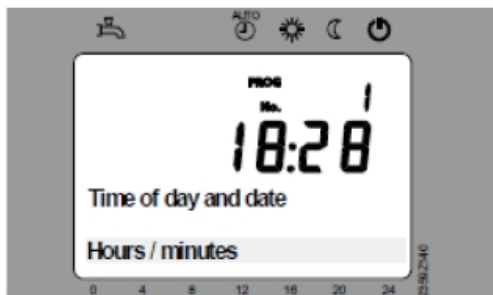 AUTO
PROG
No. 1
18:28
Time of day and date
Hours / minutes
0 4 8 12 16 20 24
2359Z140